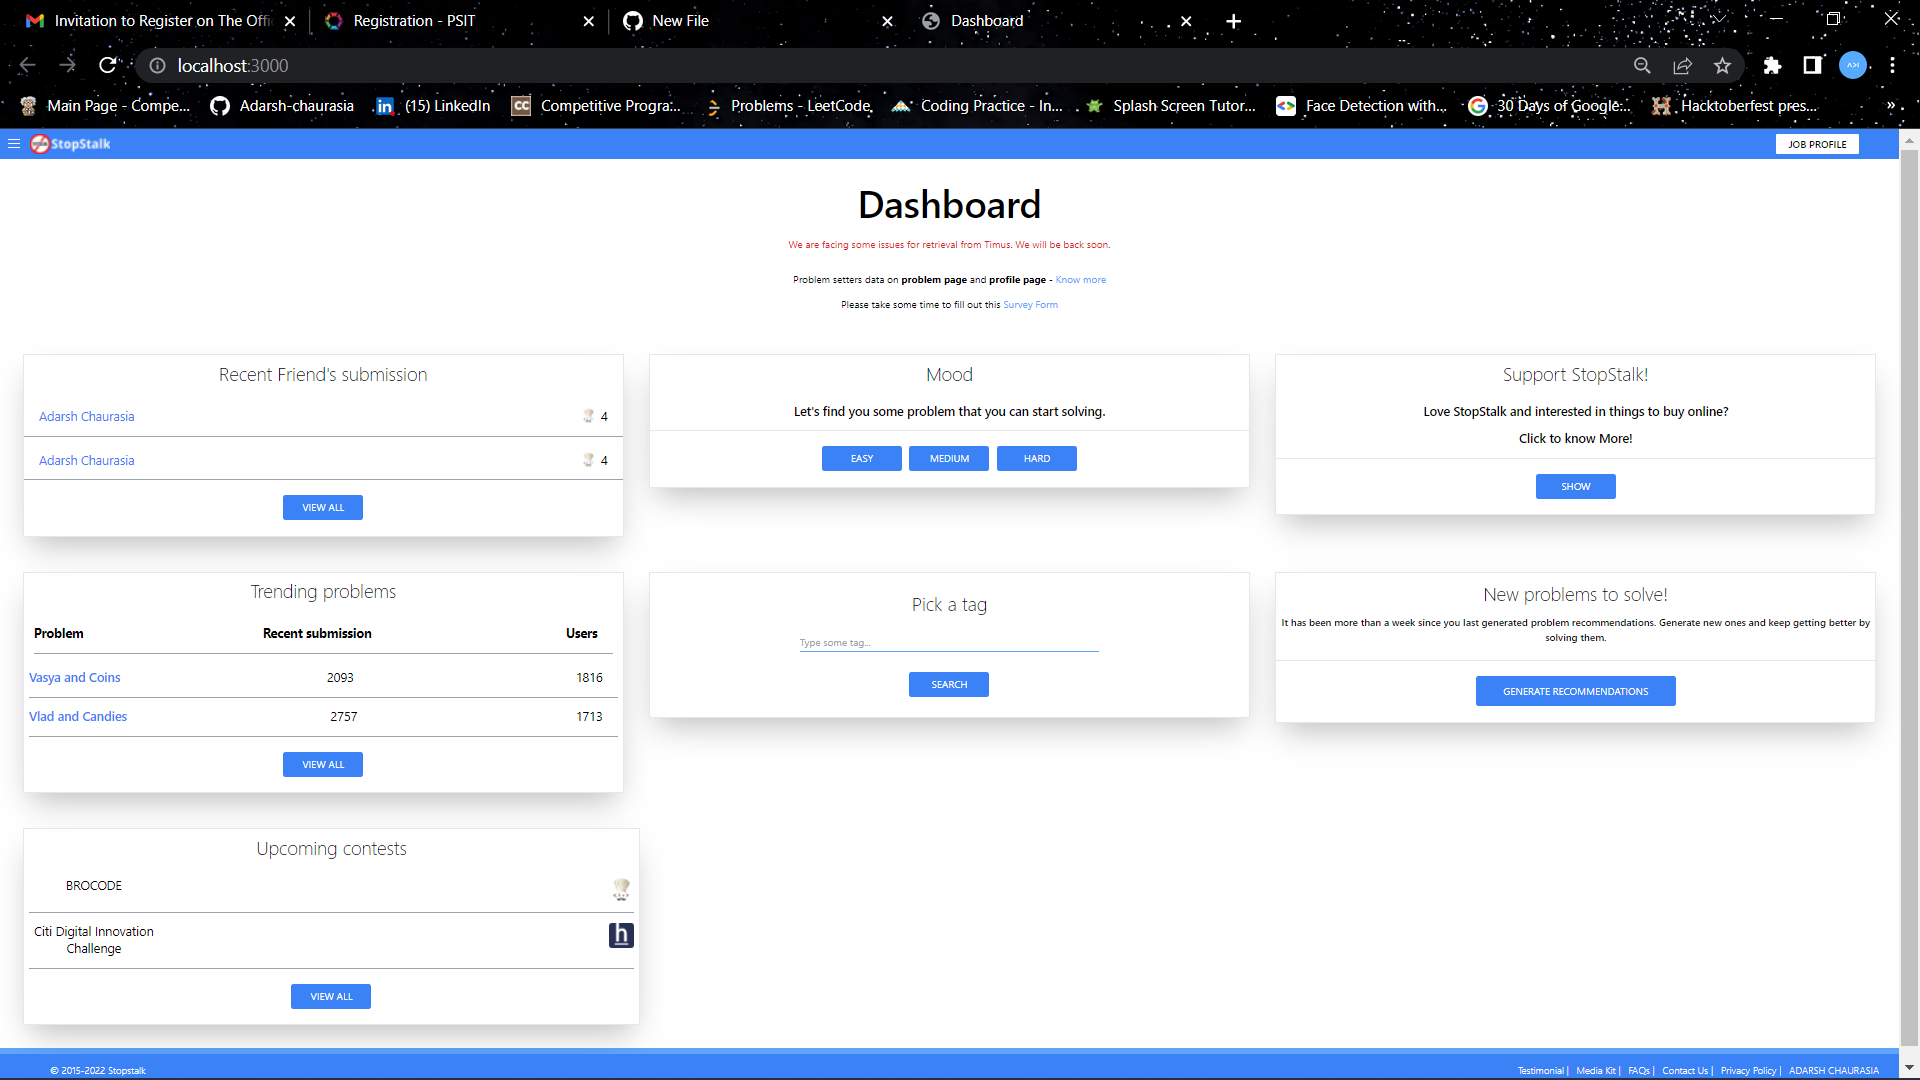 Invitation to Register on The Offi
Registration - PSIT
New File
Dashboard
localhost:3000
Main Page - Compe...
Adarsh-chaurasia
(15) LinkedIn
Competitive Progra...
Problems - LeetCode
Coding Practice - In...
Splash Screen Tutor...
Face Detection with...
30 Days of Google:...
Hacktoberfest pres...
»
StopStalk
JOB PROFILE
Dashboard
We are facing some issues for retrieval from Timus. We will be back soon.
Problem setters data on problem page and profile page - Know more
Please take some time to fill out this Survey Form
Recent Friend's submission
Adarsh Chaurasia 4
Adarsh Chaurasia 4
VIEW ALL
Mood
Let's find you some problem that you can start solving.
EASY MEDIUM HARD
Support StopStalk!
Love StopStalk and interested in things to buy online?
Click to know More!
SHOW
Trending problems
Problem Recent submission Users
Vasya and Coins 2093 1816
Vlad and Candies 2757 1713
VIEW ALL
Pick a tag
Type some tag...
SEARCH
New problems to solve!
It has been more than a week since you last generated problem recommendations. Generate new ones and keep getting better by
solving them.
GENERATE RECOMMENDATIONS
Upcoming contests
BROCODE
Citi Digital Innovation
Challenge
h
VIEW ALL
© 2015-2022 Stopstalk
Testimonial | Media Kit | FAQs | Contact Us | Privacy Policy | ADARSH CHAURASIA